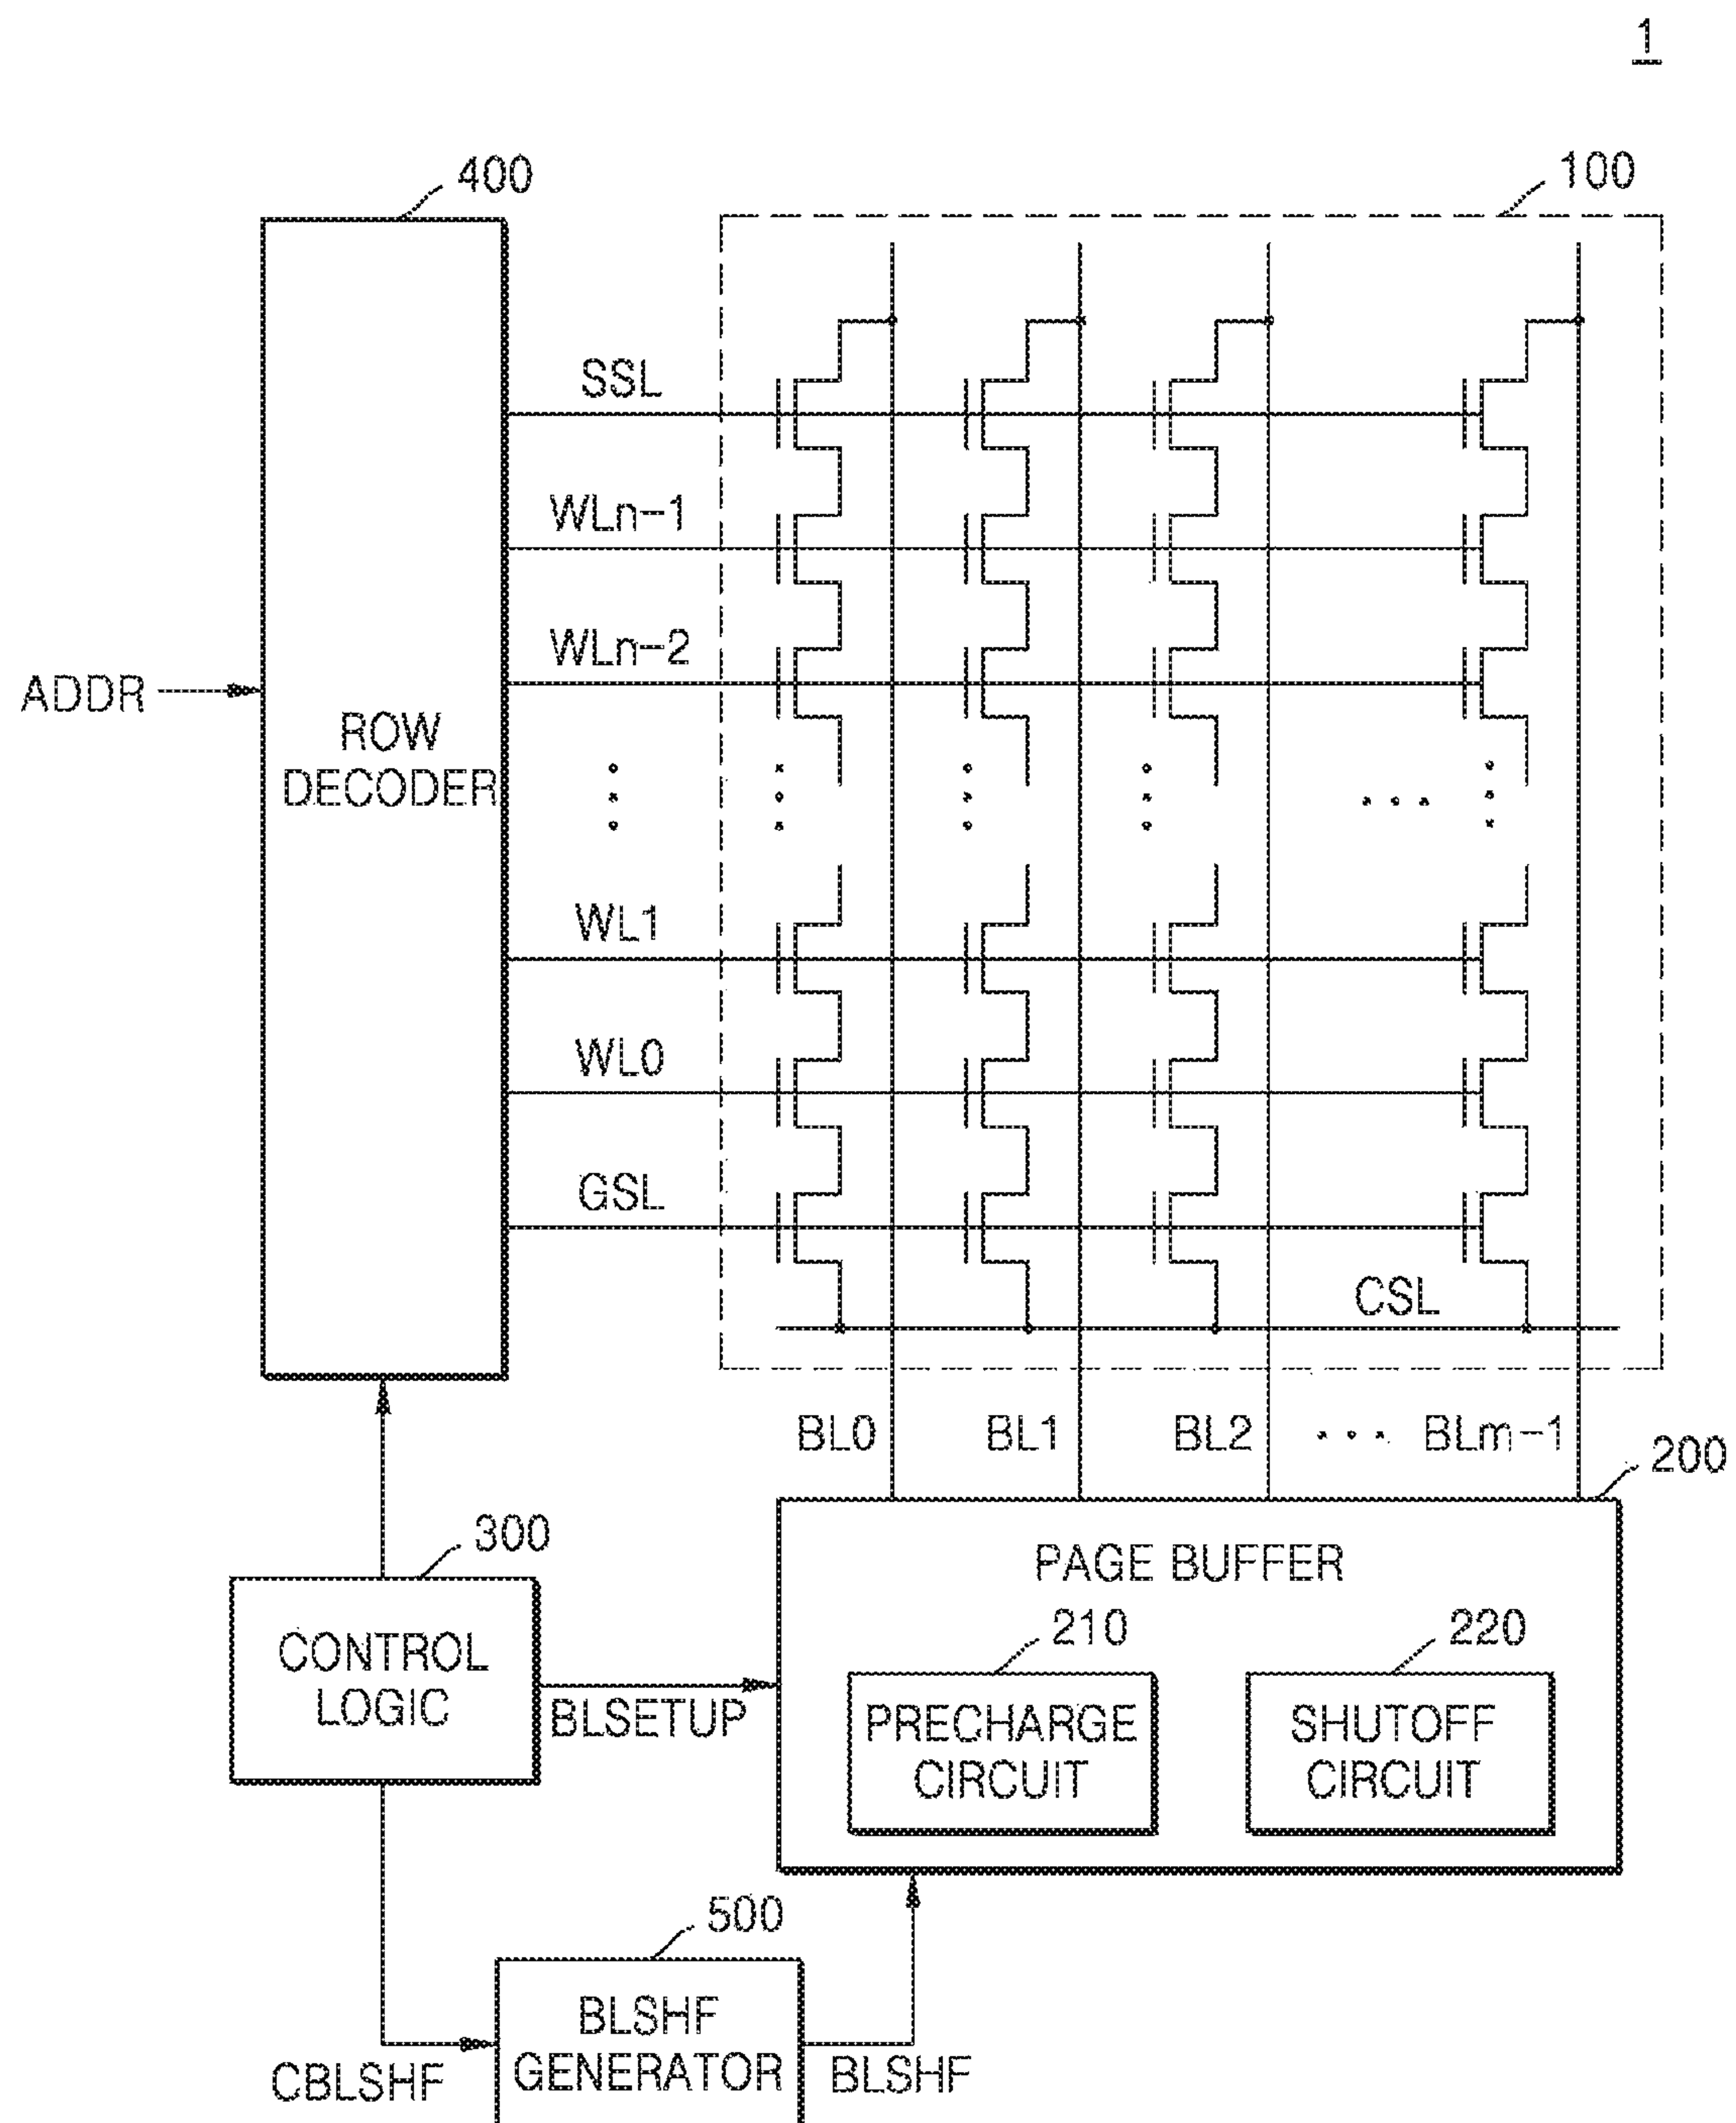 1
400
100
SSL
WLn-1
WLn-2
ADDR
ROW
DECODER
WL1
WL0
GSL
CSL
BL0
BL1
BL2
BLm-1
200
300
PAGE BUFFER
CONTROL
LOGIC
BLSETUP
210
220
PRECHARGE
CIRCUIT
SHUTOFF
CIRCUIT
500
BLSHF
GENERATOR
CBLSHF
BLSHF